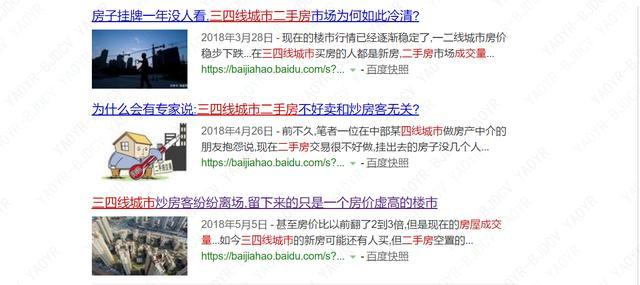 房子挂牌一年没人看,三四线城市二手房市场为何如此冷清?
2018年3月28日 - 现在的楼市行情已经逐渐稳定了,一二线城市房价
稳步下跌...在三四线城市买房的人都是新房,二手房市场成交量...
https://baijiahao.baidu.com/s?... - 百度快照
为什么会有专家说:三四线城市二手房不好卖和炒房客无关?
2018年4月26日 - 前不久,笔者一位在中部某四线城市做房产中介的
朋友抱怨说,现在二手房交易很不好做,挂出去的房子没几个人...
https://baijiahao.baidu.com/s?... - 百度快照
三四线城市炒房客纷纷离场,留下来的只是一个房价虚高的楼市
2018年5月5日 - 甚至房价比以前翻了2到3倍,但是现在的房屋成交
量...如今三四线城市的新房可能还有人买,但二手房空置的...
https://baijiahao.baidu.com/s?... - 百度快照